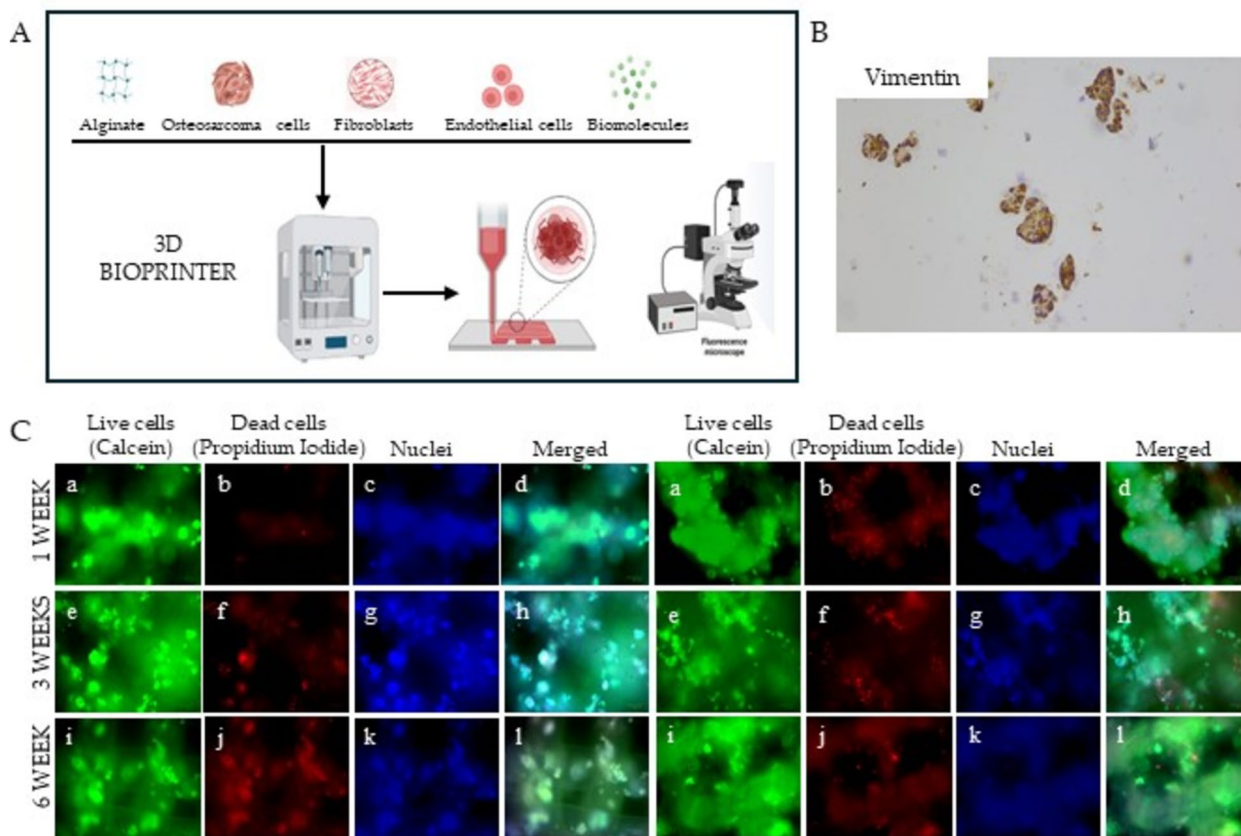 A
B
Alginate
Osteosarcoma cells
Fibroblasts
Endothelial cells
Biomolecules
3D
BIOPRINTER
Fluorescence
microscope
Vimentin
C
Live cells
(Calcein)
Dead cells
(Propidium Iodide)
Nuclei
Merged
Live cells
(Calcein)
Dead cells
(Propidium Iodide)
Nuclei
Merged
1 WEEK
a
b
c
d
a
b
c
d
3 WEEKS
e
f
g
h
e
f
g
h
6 WEEK
i
j
k
l
i
j
k
l